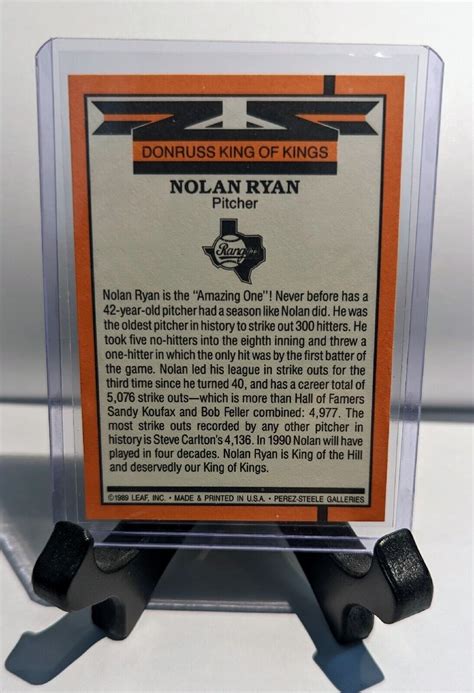 DONRUSS KING OF KINGS
NOLAN RYAN
Pitcher
Rangers
Nolan Ryan is the "Amazing One"! Never before has a
42-year-old pitcher had a season like Nolan did. He was
the oldest pitcher in history to strike out 300 hitters. He
took five no-hitters into the eighth inning and threw a
one-hitter in which the only hit was by the first batter of
the game. Nolan led his league in strike outs for the
third time since he turned 40, and has a career total of
5,076 strike outs—which is more than Hall of Famers
Sandy Koufax and Bob Feller combined: 4,977. The
most strike outs recorded by any other pitcher in
history is Steve Carlton's 4,136. In 1990 Nolan will have
played in four decades. Nolan Ryan is King of the Hill
and deservedly our King of Kings.
©1989 LEAF, INC. • MADE & PRINTED IN U.S.A. • PEREZ-STEELE GALLERIES